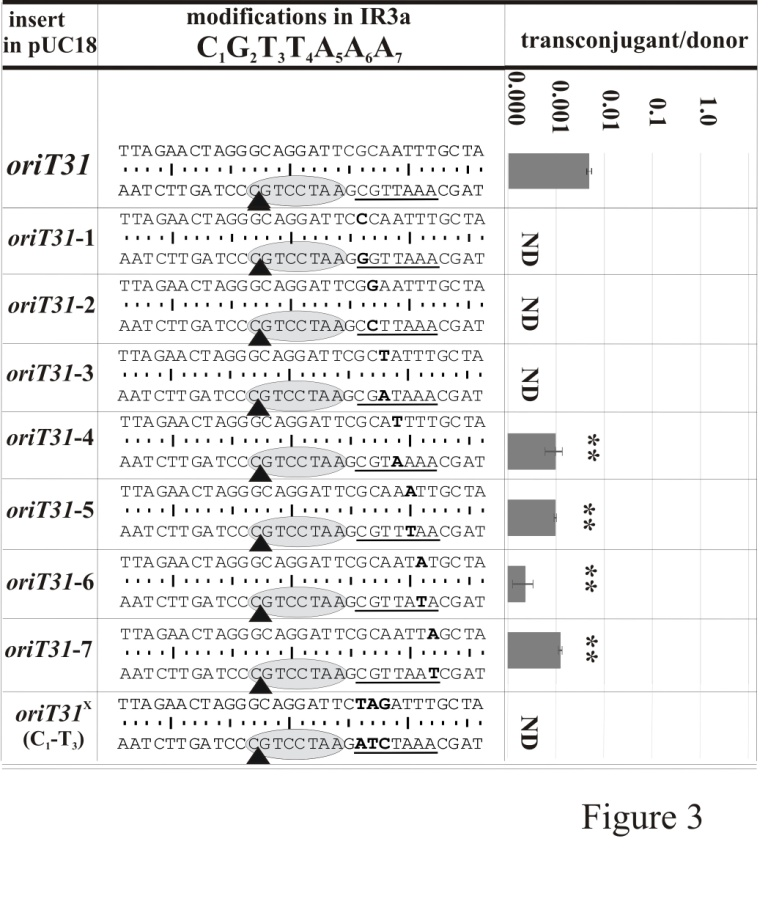 insert in pUC18
modifications in IR3a
C1G2T3T4A5A6A7
transconjugant/donor
0.000 0.001 0.01 0.1 1.0
oriT31
TTAGAACTAGGGCAGGATTCGCAATTTGCTA
AATCTTGATCCCGTCCTAAGCGTTAAACGAT
oriT31-1
TTAGAACTAGGGCAGGATTCCCAATTTGCTA
AATCTTGATCCCGTCCTAAGGGTTAAACGAT
ND
oriT31-2
TTAGAACTAGGGCAGGATTCGGAATTTGCTA
AATCTTGATCCCGTCCTAAGCCTTAAACGAT
ND
oriT31-3
TTAGAACTAGGGCAGGATTCGCTATTTGCTA
AATCTTGATCCCGTCCTAAGCGATAAACGAT
ND
oriT31-4
TTAGAACTAGGGCAGGATTCGCATTTTGCTA
AATCTTGATCCCGTCCTAAGCGTAAAACGAT
**
oriT31-5
TTAGAACTAGGGCAGGATTCGCAAATTGCTA
AATCTTGATCCCGTCCTAAGCGTTTAACGAT
**
oriT31-6
TTAGAACTAGGGCAGGATTCGCAATATGCTA
AATCTTGATCCCGTCCTAAGCGTTATACGAT
**
oriT31-7
TTAGAACTAGGGCAGGATTCGCAATTAGCTA
AATCTTGATCCCGTCCTAAGCGTTAATCGAT
**
oriT31X
(C1-T3)
TTAGAACTAGGGCAGGATTCTAGATTTGCTA
AATCTTGATCCCGTCCTAAGATCTAAACGAT
ND
Figure 3